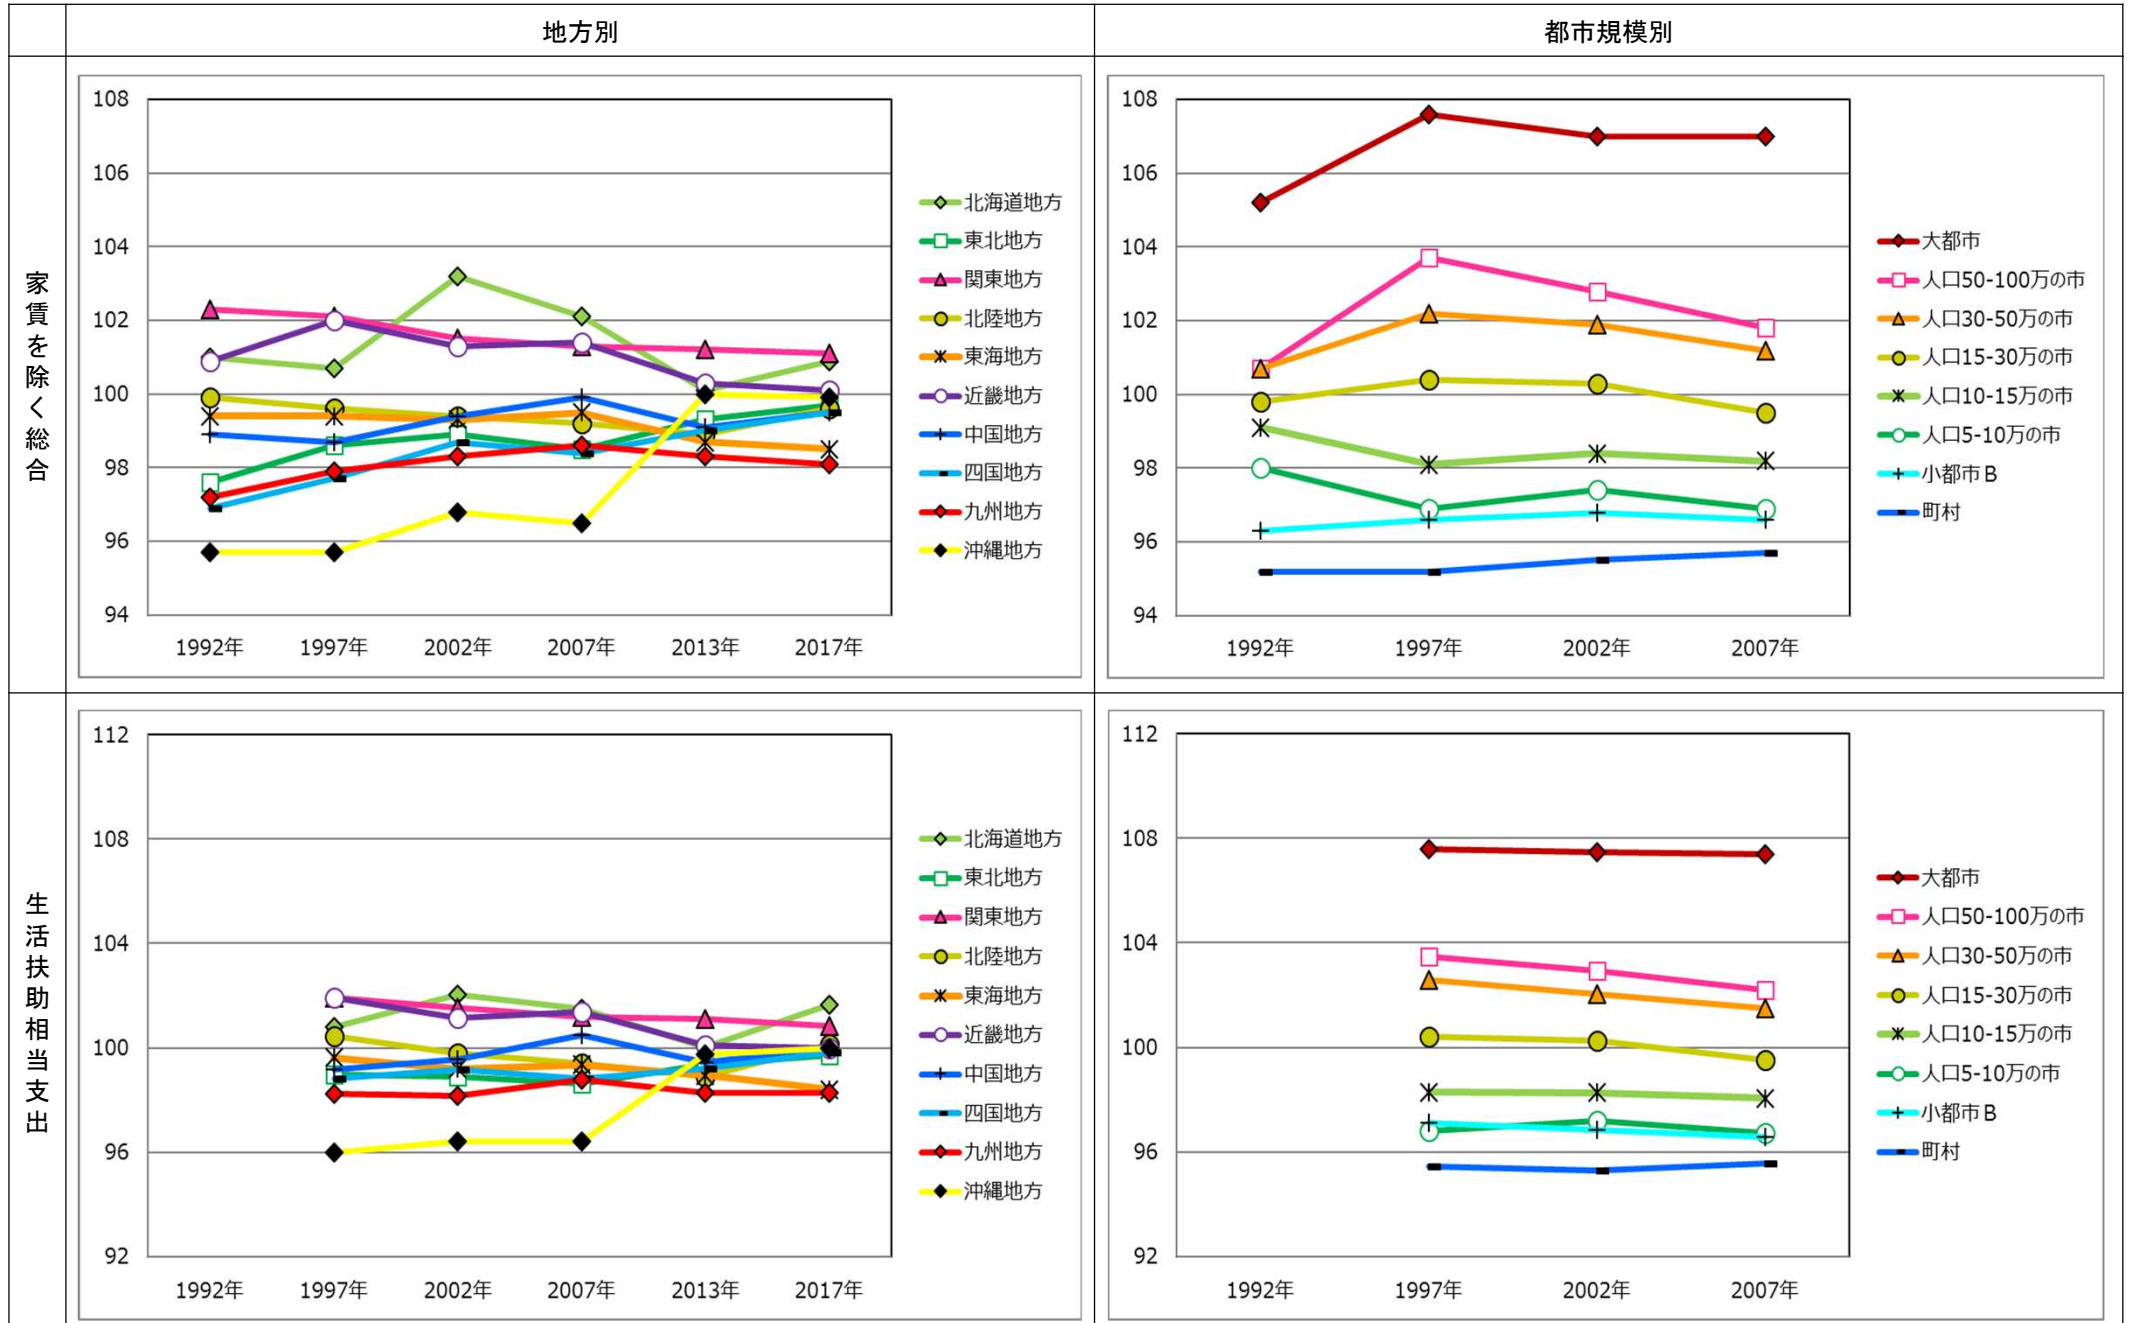 地方別
都市規模別
家賃を除く総合
108
106
104
102
100
98
96
94
1992年
1997年
2002年
2007年
2013年
2017年
北海道地方
東北地方
関東地方
北陸地方
東海地方
近畿地方
中国地方
四国地方
九州地方
沖縄地方
108
106
104
102
100
98
96
94
1992年
1997年
2002年
2007年
大都市
人口50-100万の市
人口30-50万の市
人口15-30万の市
人口10-15万の市
人口5-10万の市
小都市B
町村
生活扶助相当支出
112
108
104
100
96
92
1992年
1997年
2002年
2007年
2013年
2017年
北海道地方
東北地方
関東地方
北陸地方
東海地方
近畿地方
中国地方
四国地方
九州地方
沖縄地方
112
108
104
100
96
92
1992年
1997年
2002年
2007年
大都市
人口50-100万の市
人口30-50万の市
人口15-30万の市
人口10-15万の市
人口5-10万の市
小都市B
町村